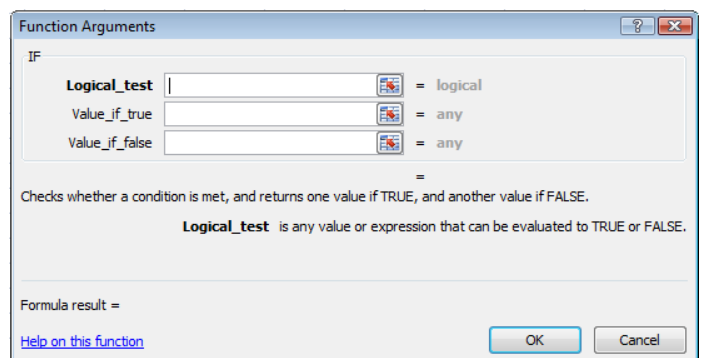 Function Arguments
IF
Logical_test = logical
Value_if_true = any
Value_if_false = any
=
Checks whether a condition is met, and returns one value if TRUE, and another value if FALSE.
Logical_test is any value or expression that can be evaluated to TRUE or FALSE.
Formula result =
Help on this function OK Cancel